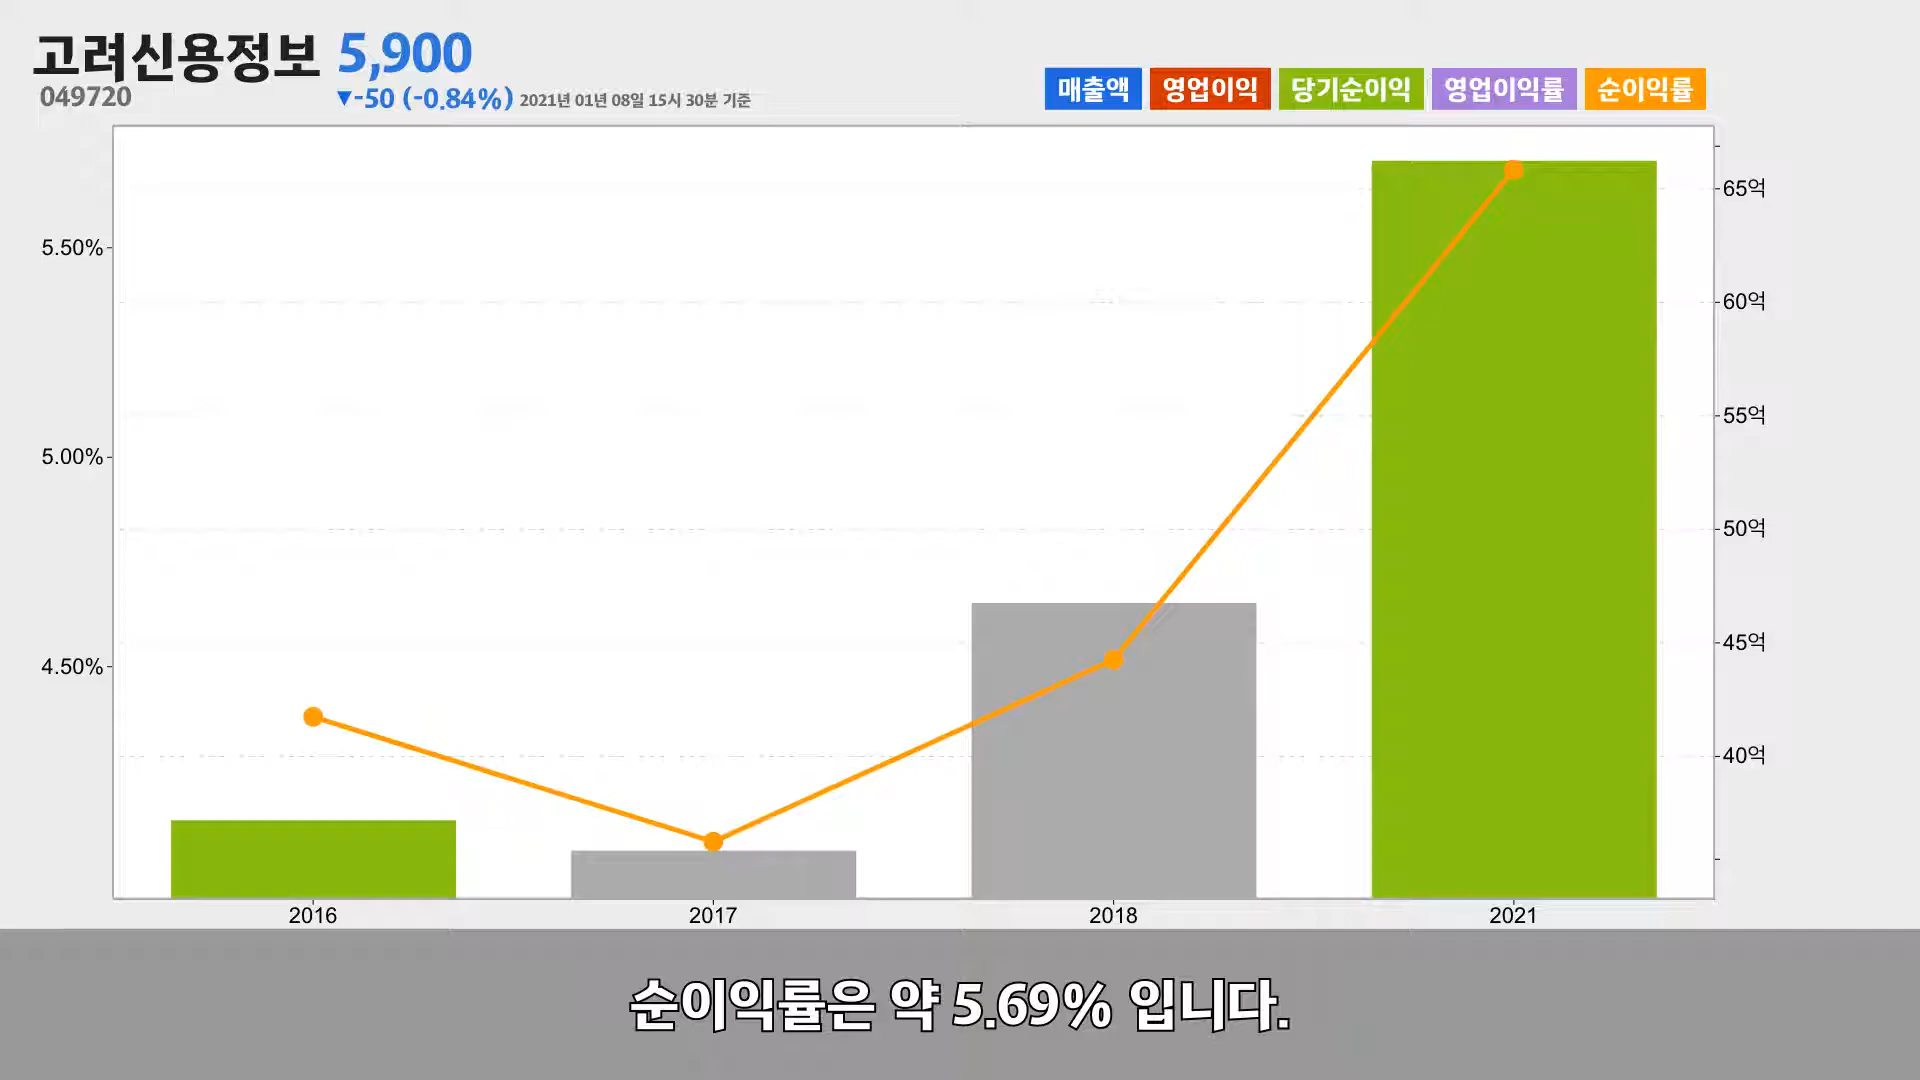 고려신용정보 5,900
049720
▼-50 (-0.84%) 2021년 01년 08일 15시 30분 기준
매출액 영업이익 당기순이익 영업이익률 순이익률
5.50%
5.00%
4.50%
65억
60억
55억
50억
45억
40억
2016 2017 2018 2021
순이익률은 약 5.69% 입니다.